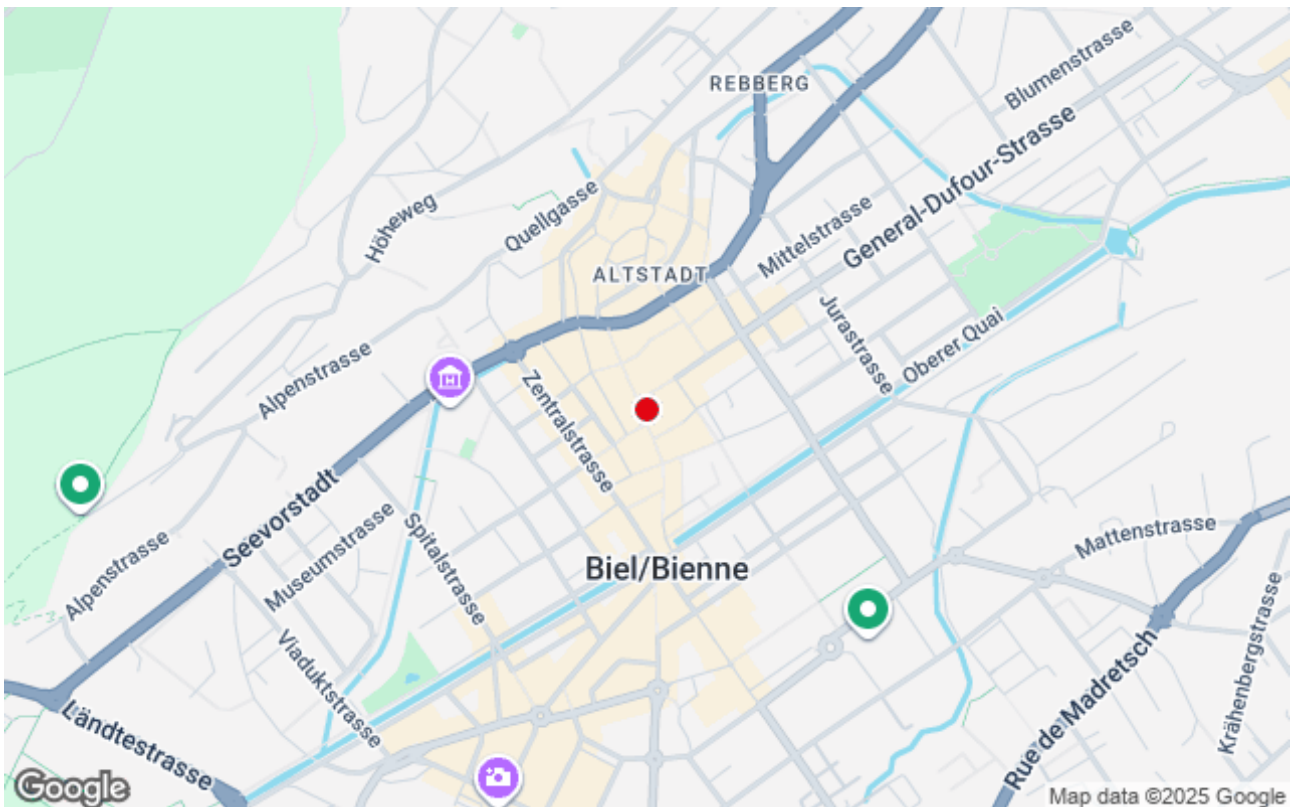 REBBERG
Blumenstrasse
General-Dufour-Strasse
Höheweg
Quellgasse
Mittelstrasse
ALTSTADT
Jurastrasse
Oberer Quai
Alpenstrasse
Zentralstrasse
Seevorstadt
Museumstrasse
Spitalstrasse
Alpenstrasse
Mattenstrasse
Biel/Bienne
Viaduktstrasse
Ländtestrasse
Rue de Madretsch
Krähenbergstrasse
Google
Map data ©2025 Google